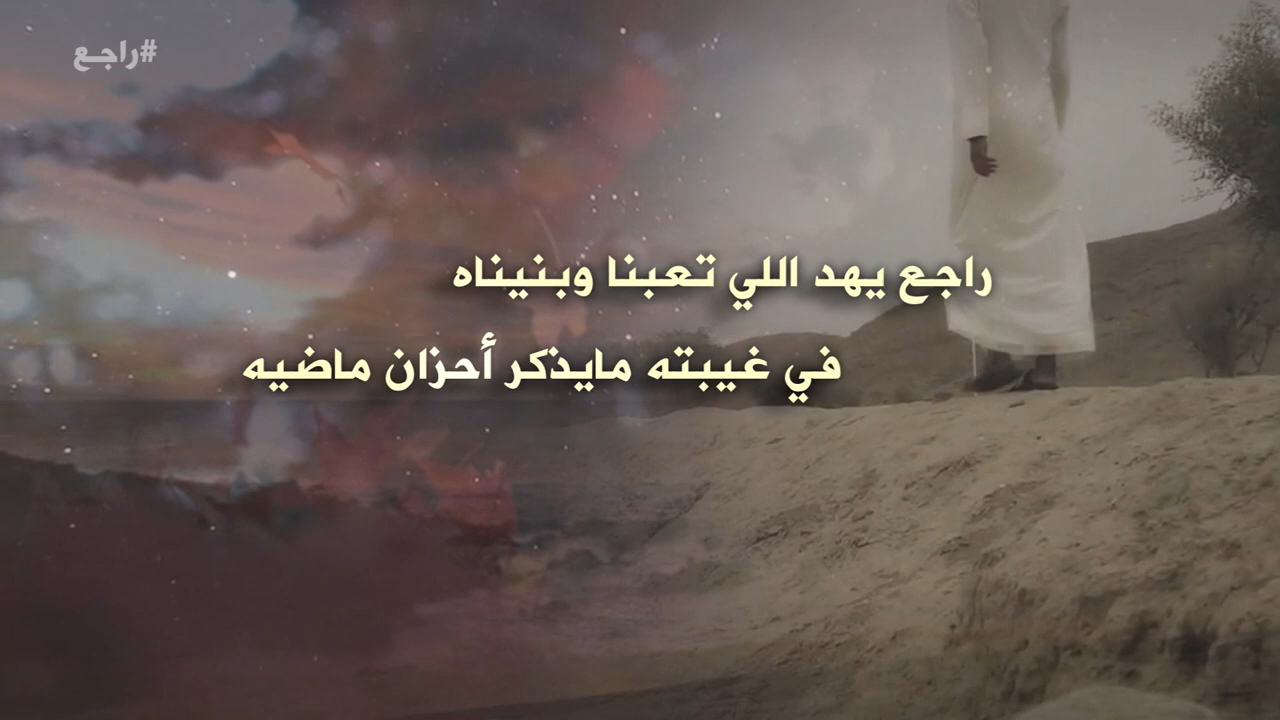 #راجع
راجع يهد اللي تعبنا وبنيناه
في غيبته مايذكر أحزان ماضيه